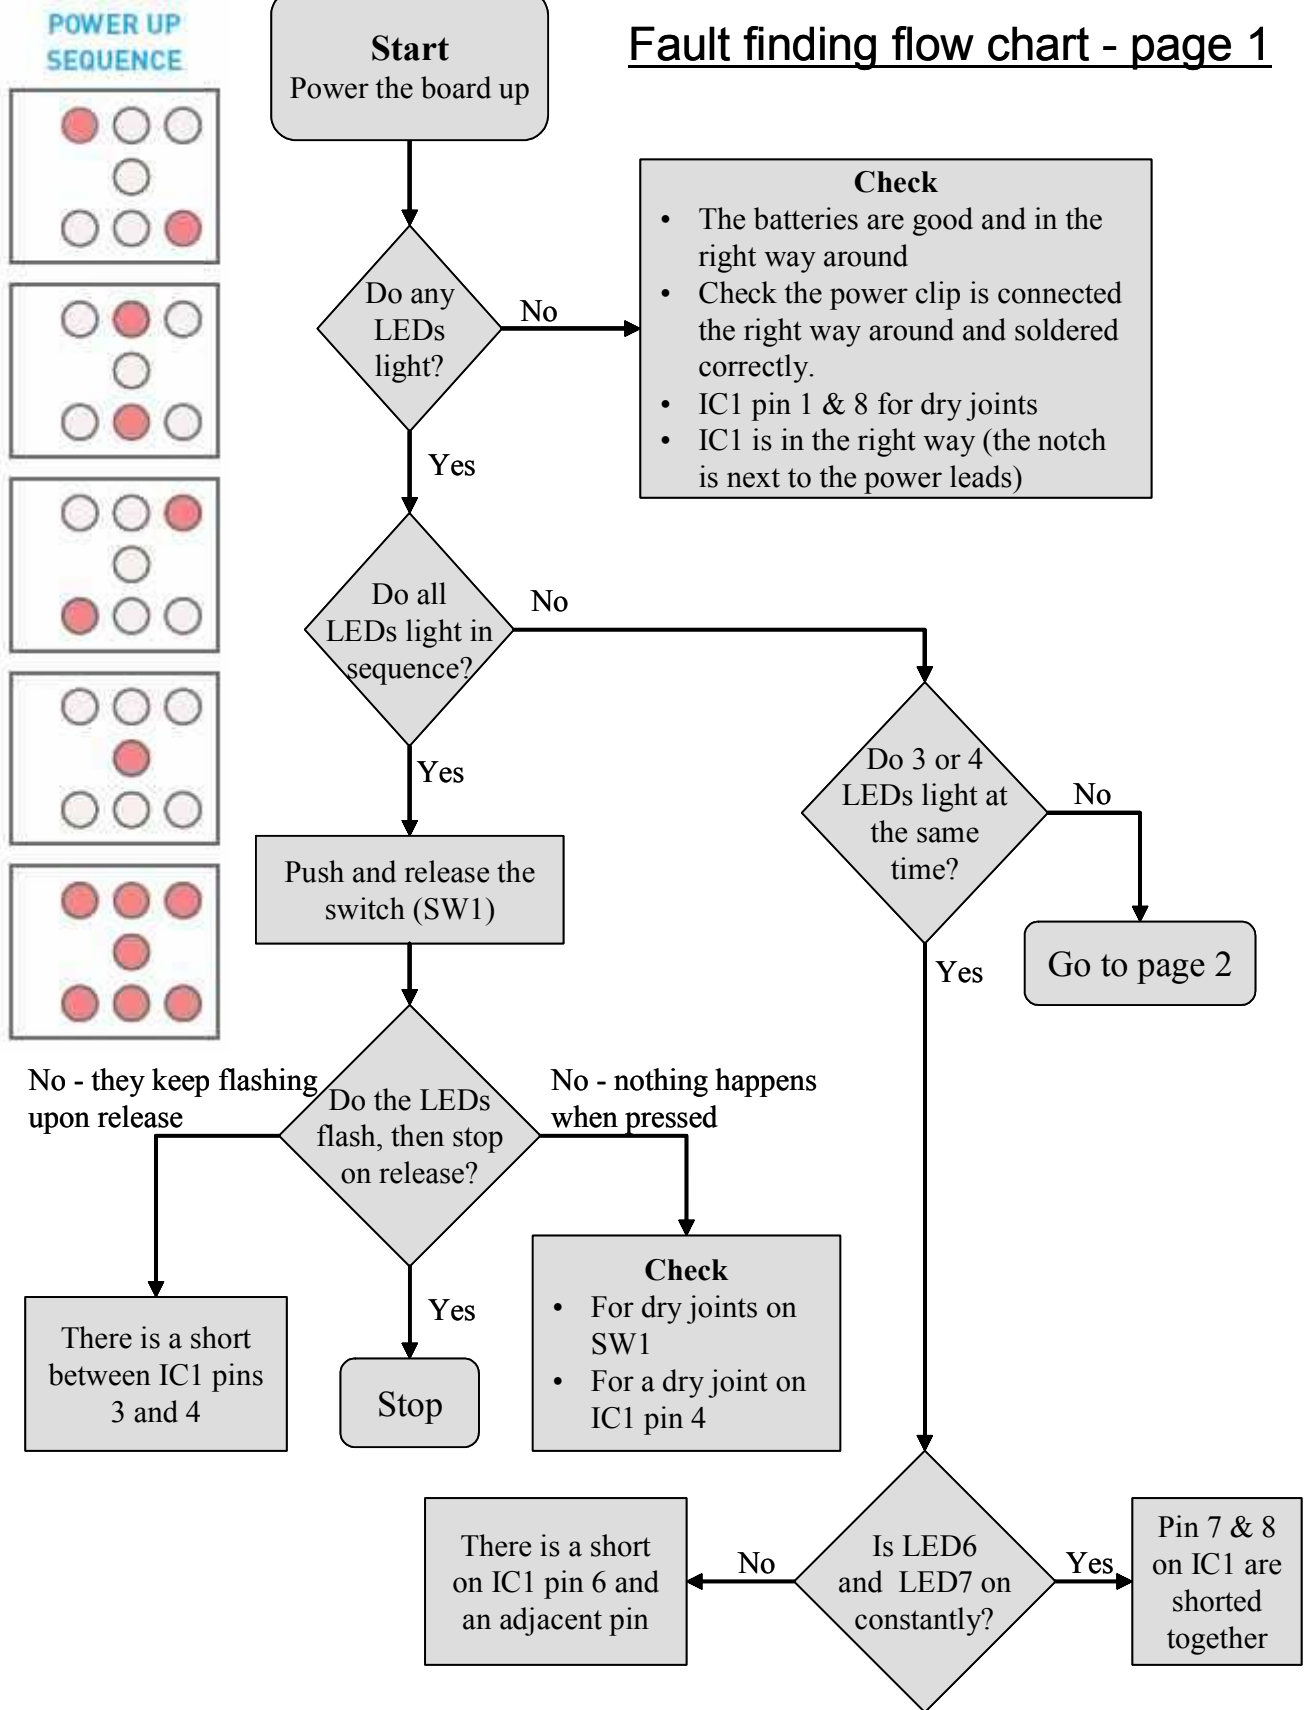 POWER UP
SEQUENCE
Start
Power the board up
Fault finding flow chart - page 1
Check
• The batteries are good and in the
right way around
• Check the power clip is connected
the right way around and soldered
correctly.
• IC1 pin 1 & 8 for dry joints
• IC1 is in the right way (the notch
is next to the power leads)
Do any
LEDs
light?
No
Yes
Do all
LEDs light in
sequence?
No
Yes
Do 3 or 4
LEDs light at
the same
time?
No
Yes
Go to page 2
Push and release the
switch (SW1)
No - they keep flashing
upon release
Do the LEDs
flash, then stop
on release?
No - nothing happens
when pressed
Yes
There is a short
between IC1 pins
3 and 4
Stop
Check
• For dry joints on
SW1
• For a dry joint on
IC1 pin 4
There is a short
on IC1 pin 6 and
an adjacent pin
No
Is LED6
and LED7 on
constantly?
Yes
Pin 7 & 8
on IC1 are
shorted
together